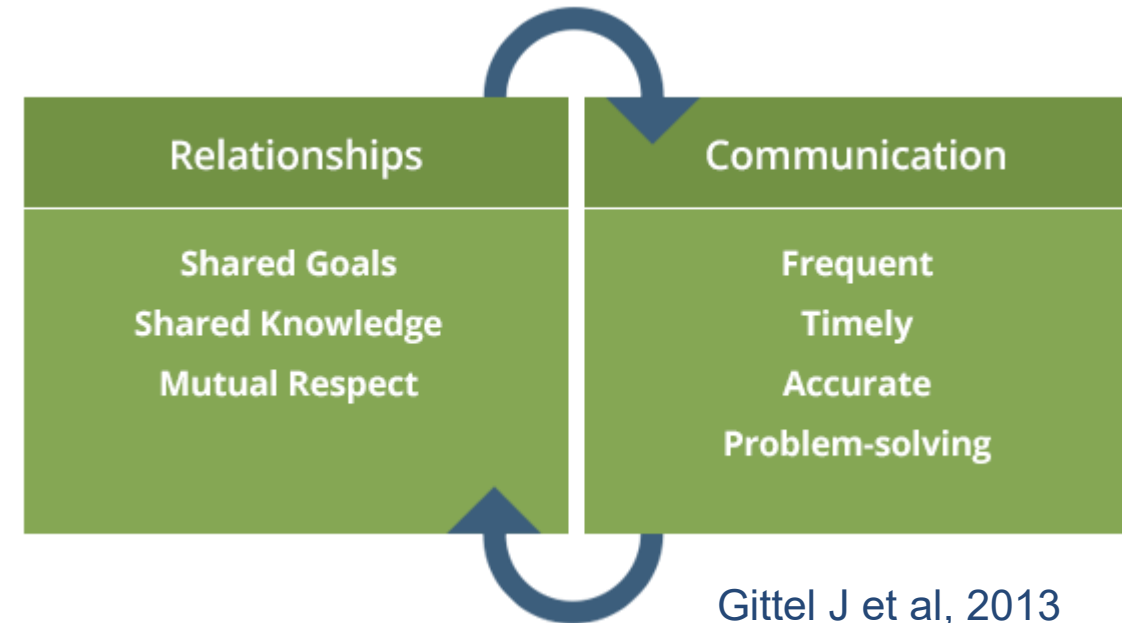 Relationships
Shared Goals
Shared Knowledge
Mutual Respect
Communication
Frequent
Timely
Accurate
Problem-solving
Gittel J et al, 2013